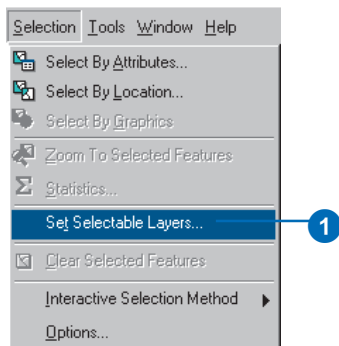 Selection Tools Window Help
Select By Attributes...
Select By Location...
Select By Graphics
Zoom To Selected Features
Statistics...
Set Selectable Layers...
1
Clear Selected Features
Interactive Selection Method
Options...